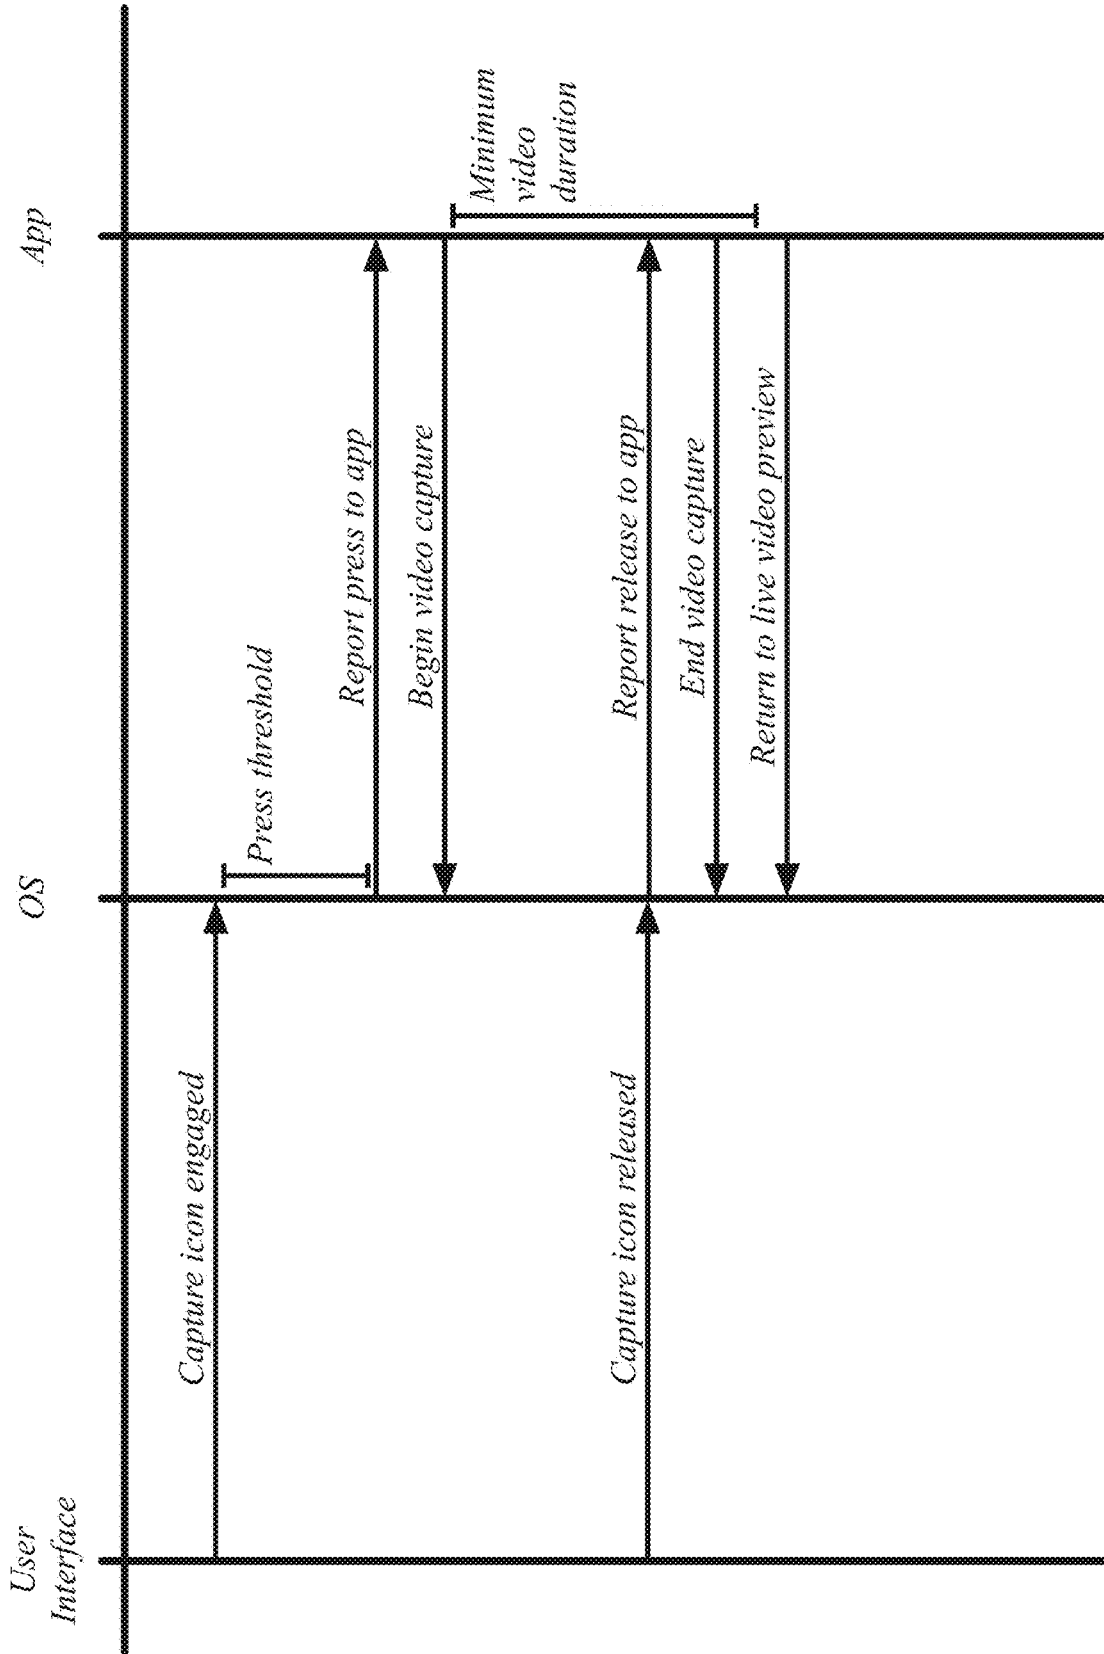 User
Interface
OS
App
Capture icon engaged
Press threshold
Report press to app
Begin video capture
Minimum
video
duration
Capture icon released
Report release to app
End video capture
Return to live video preview